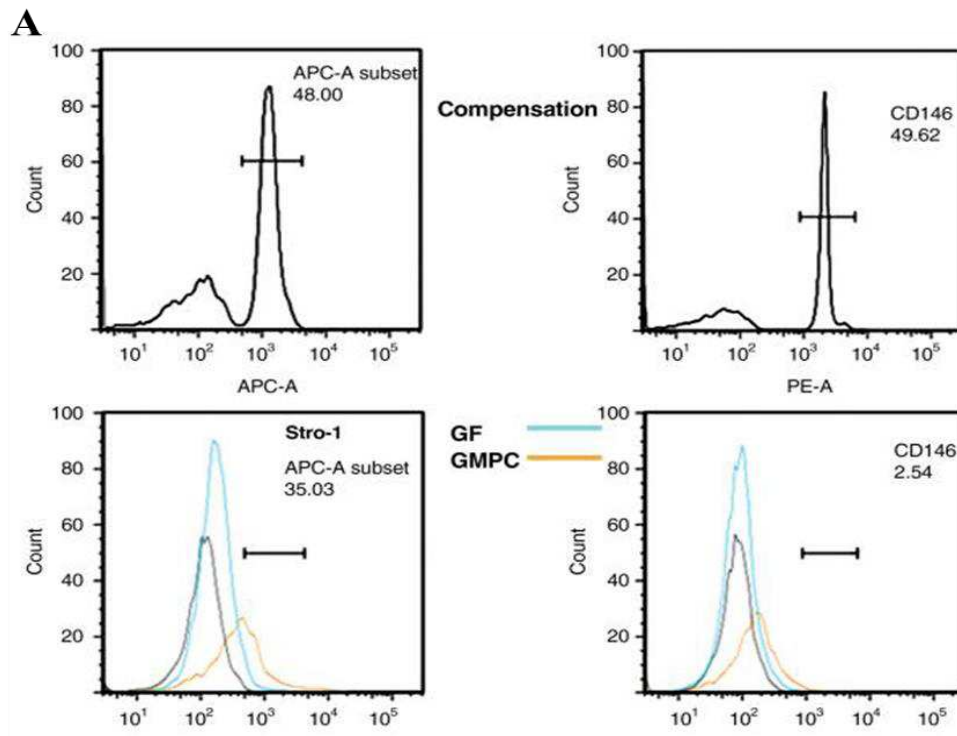 A
100
80
60
40
20
Count
APC-A subset
48.00
10¹ 10² 10³ 10⁴ 10⁵
APC-A
Compensation
100
80
60
40
20
Count
CD146
49.62
10¹ 10² 10³ 10⁴ 10⁵
PE-A
100
80
60
40
20
Count
Stro-1
APC-A subset
35.03
10¹ 10² 10³ 10⁴ 10⁵
GF
GMPC
100
80
60
40
20
Count
CD146
2.54
10¹ 10² 10³ 10⁴ 10⁵